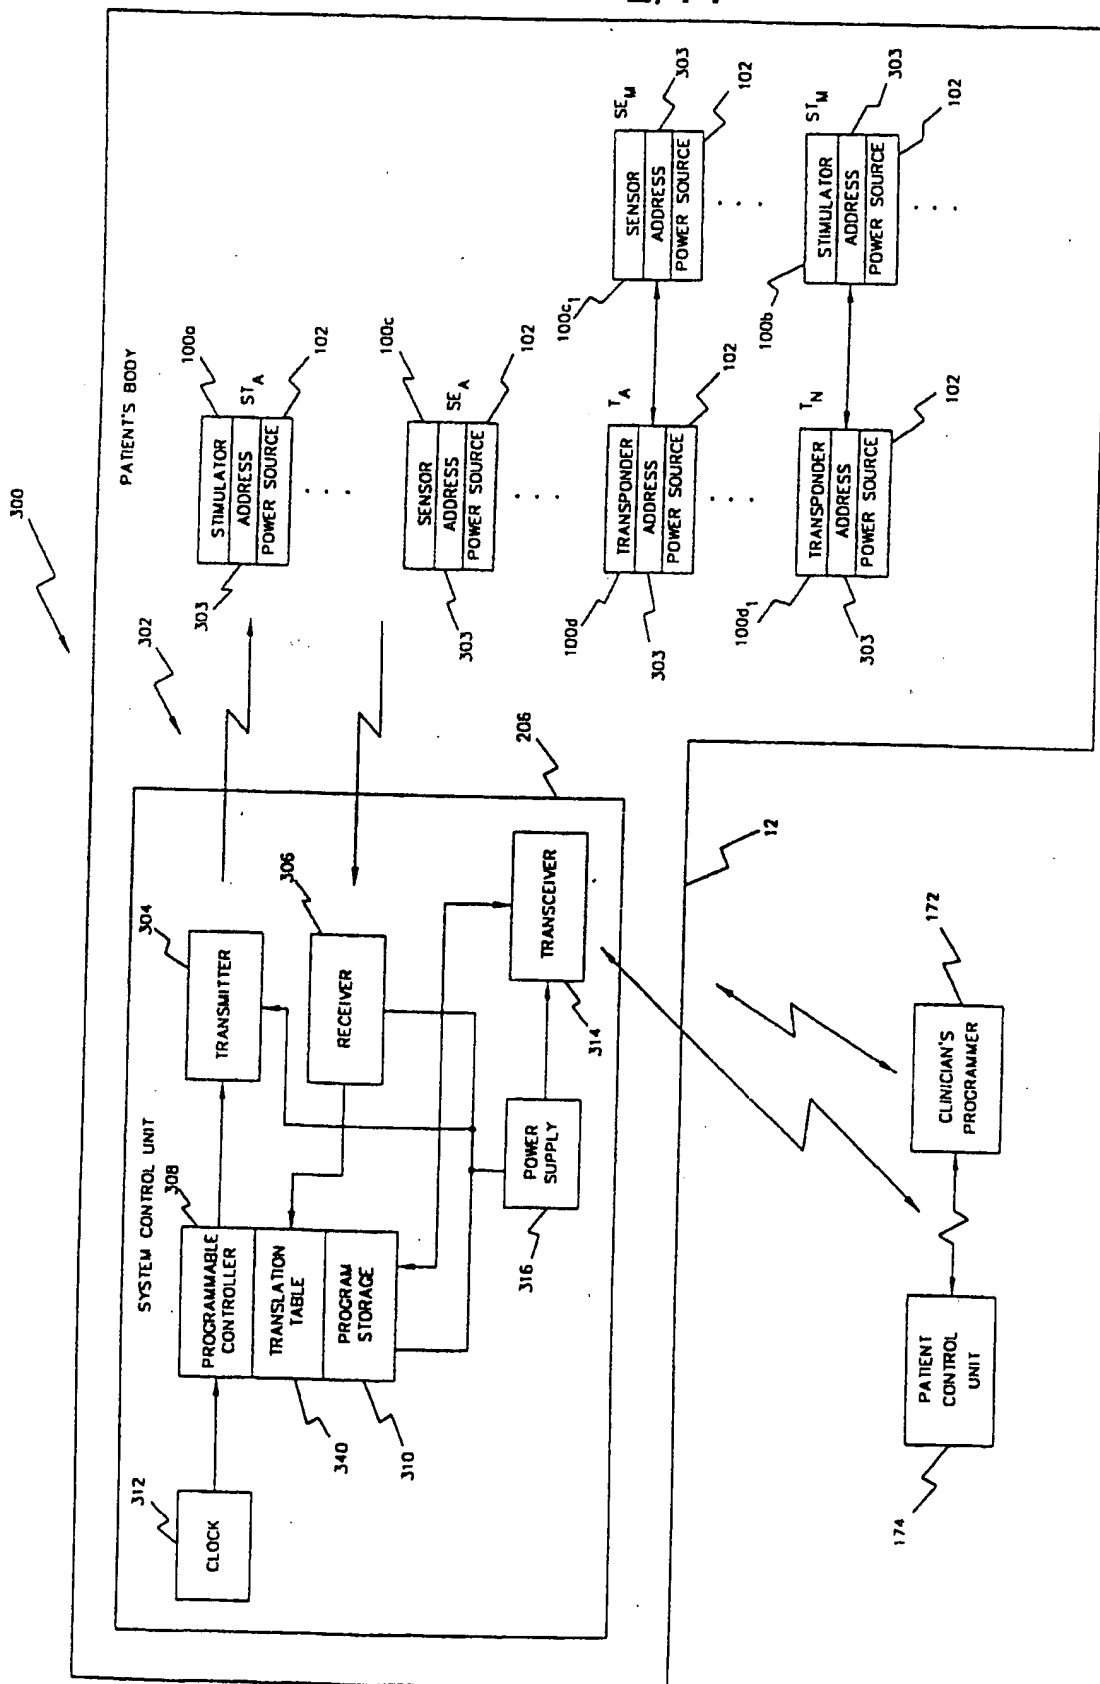 300
PATIENT'S BODY
302
SYSTEM CONTROL UNIT
206
312
CLOCK
308
PROGRAMMABLE CONTROLLER
TRANSLATION TABLE
PROGRAM STORAGE
340
310
304
TRANSMITTER
306
RECEIVER
POWER SUPPLY
316
TRANSCEIVER
314
100a
STIMULATOR
ADDRESS
POWER SOURCE
ST_A
303
102
100c
SENSOR
ADDRESS
POWER SOURCE
SE_A
303
102
. . .
. . .
100d
TRANSPONDER
ADDRESS
POWER SOURCE
T_A
303
102
100c1
SENSOR
ADDRESS
POWER SOURCE
SE_M
303
102
. . .
. . .
100d1
TRANSPONDER
ADDRESS
POWER SOURCE
T_N
303
102
100b
STIMULATOR
ADDRESS
POWER SOURCE
ST_M
303
102
. . .
12
174
PATIENT CONTROL UNIT
CLINICIAN'S PROGRAMMER
172